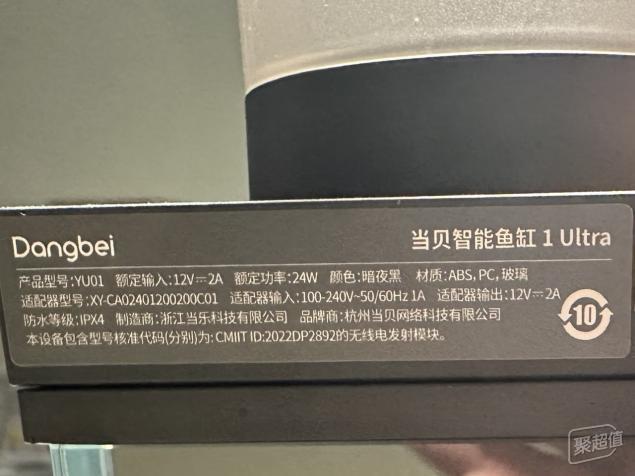 Dangbei
当贝智能鱼缸 1 Ultra
产品型号:YU01 额定输入:12V⎓2A 额定功率:24W 颜色:暗夜黑 材质:ABS, PC, 玻璃
适配器型号:XY-CA02401200200C01 适配器输入:100-240V~50/60Hz 1A 适配器输出:12V⎓2A
防水等级:IPX4 制造商:浙江当乐科技有限公司 品牌商:杭州当贝网络科技有限公司
本设备包含型号核准代码(分别)为: CMIIT ID:2022DP2892的无线电发射模块。
10
聚超值